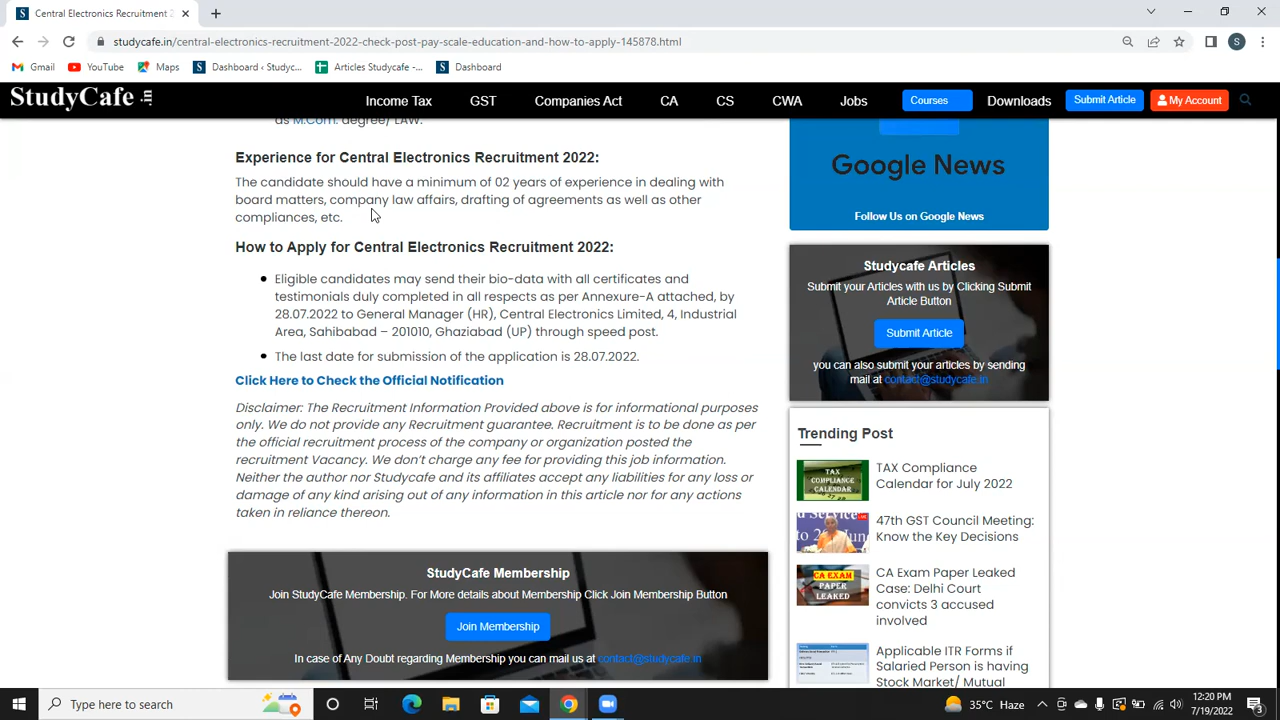 Central Electronics Recruitment 2
studycafe.in/central-electronics-recruitment-2022-check-post-pay-scale-education-and-how-to-apply-145878.html
S
Gmail
YouTube
Maps
Dashboard ‹ Studyc...
Articles Studycafe -...
Dashboard
StudyCafe
Income Tax
GST
Companies Act
CA
CS
CWA
Jobs
Courses
Downloads
Submit Article
My Account
as M.Com. degree/ LAW.
Experience for Central Electronics Recruitment 2022:
The candidate should have a minimum of 02 years of experience in dealing with
board matters, company law affairs, drafting of agreements as well as other
compliances, etc.
How to Apply for Central Electronics Recruitment 2022:
Eligible candidates may send their bio-data with all certificates and
testimonials duly completed in all respects as per Annexure-A attached, by
28.07.2022 to General Manager (HR), Central Electronics Limited, 4, Industrial
Area, Sahibabad – 201010, Ghaziabad (UP) through speed post.
The last date for submission of the application is 28.07.2022.
Click Here to Check the Official Notification
Disclaimer: The Recruitment Information Provided above is for informational purposes
only. We do not provide any Recruitment guarantee. Recruitment is to be done as per
the official recruitment process of the company or organization posted the
recruitment Vacancy. We don't charge any fee for providing this job information.
Neither the author nor Studycafe and its affiliates accept any liabilities for any loss or
damage of any kind arising out of any information in this article nor for any actions
taken in reliance thereon.
StudyCafe Membership
Join StudyCafe Membership. For More details about Membership Click Join Membership Button
Join Membership
In case of Any Doubt regarding Membership you can mail us at contact@studycafe.in
Google News
Follow Us on Google News
Studycafe Articles
Submit your Articles with us by Clicking Submit
Article Button
Submit Article
you can also submit your articles by sending
mail at contact@studycafe.in
Trending Post
TAX
COMPLIANCE
CALENDAR
TAX Compliance
Calendar for July 2022
47th GST Council Meeting:
Know the Key Decisions
CA EXAM
PAPER
LEAKED
CA Exam Paper Leaked
Case: Delhi Court
convicts 3 accused
involved
Applicable ITR Forms if
Salaried Person is having
Stock Market/ Mutual
Type here to search
35°C Haze
12:20 PM
7/19/2022
3